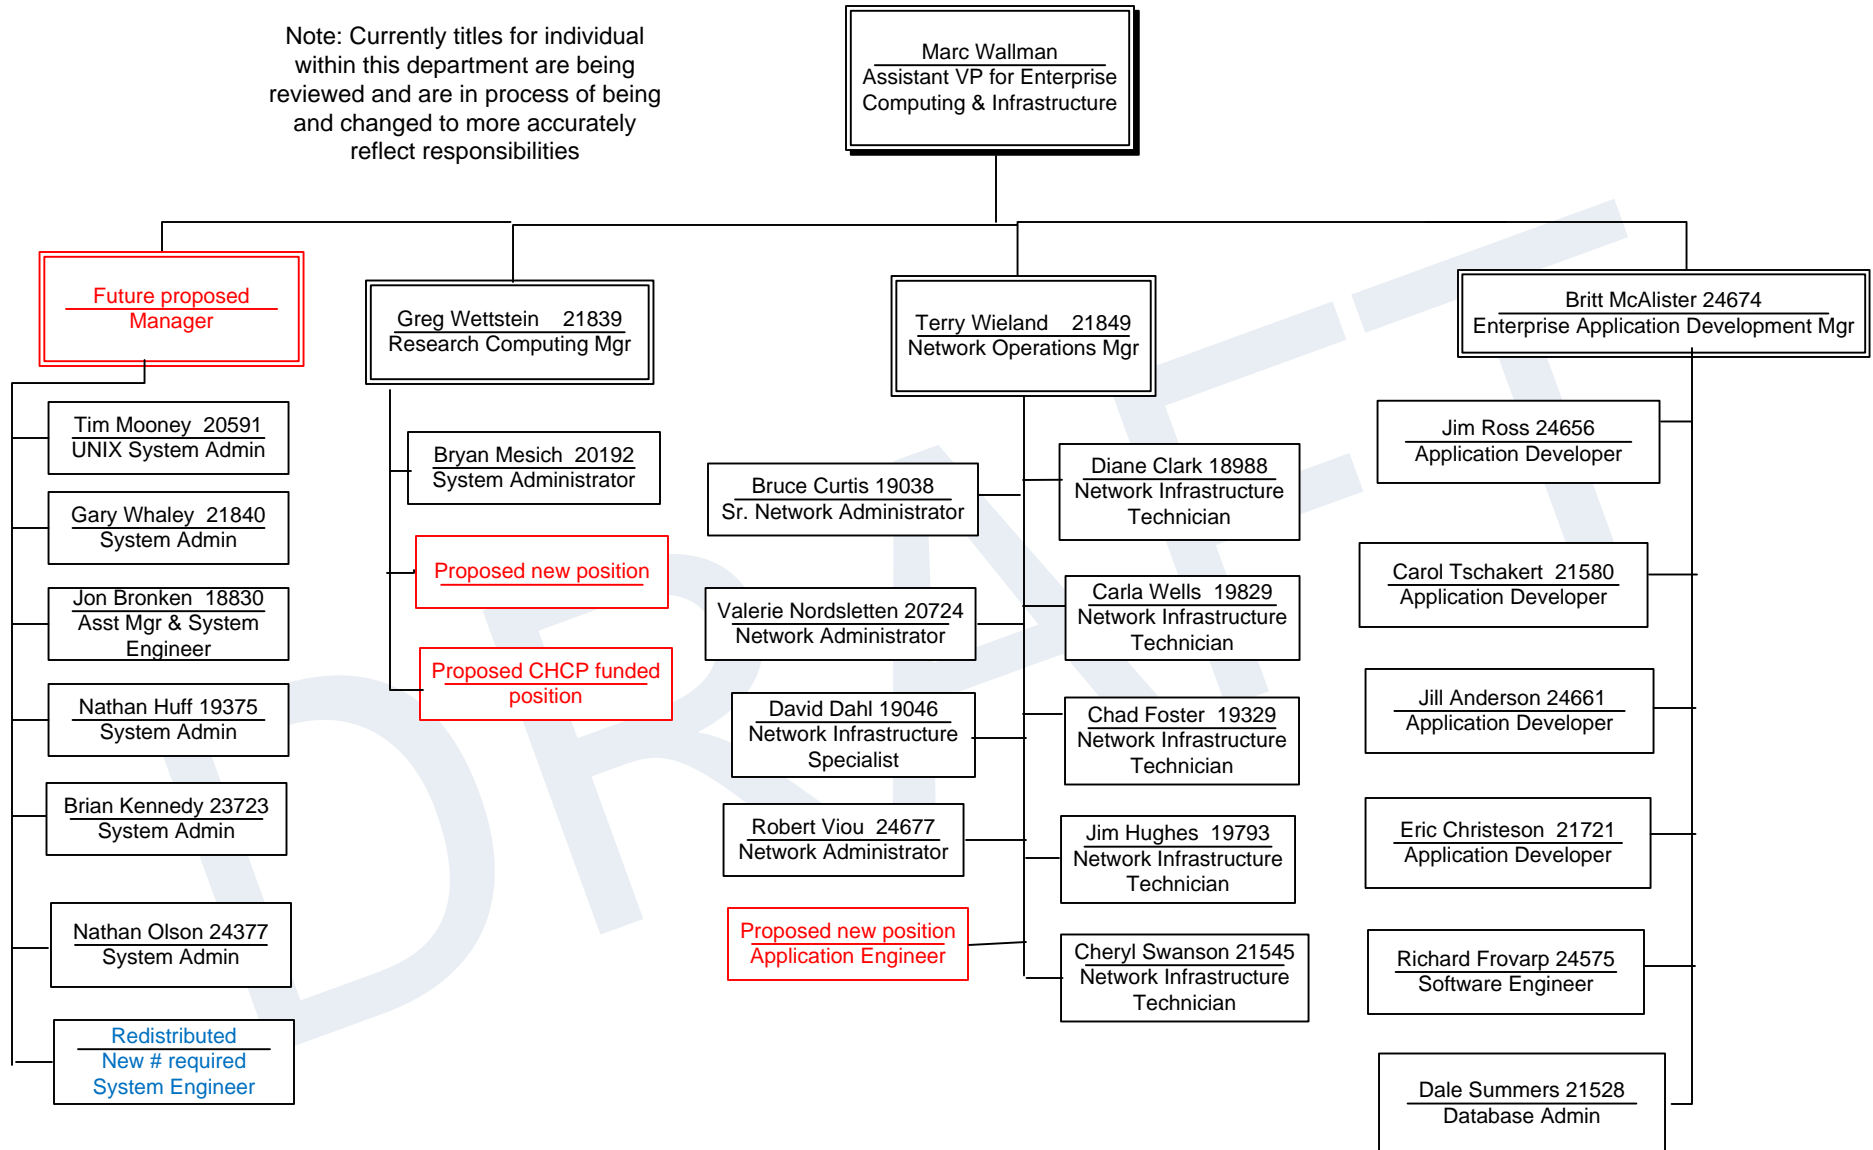 Note: Currently titles for individual
within this department are being
reviewed and are in process of being
and changed to more accurately
reflect responsibilities
Marc Wallman
Assistant VP for Enterprise
Computing & Infrastructure
Future proposed
Manager
Tim Mooney 20591
UNIX System Admin
Gary Whaley 21840
System Admin
Jon Bronken 18830
Asst Mgr & System
Engineer
Nathan Huff 19375
System Admin
Brian Kennedy 23723
System Admin
Nathan Olson 24377
System Admin
Redistributed
New # required
System Engineer
Greg Wettstein 21839
Research Computing Mgr
Bryan Mesich 20192
System Administrator
Proposed new position
Proposed CHCP funded
position
Terry Wieland 21849
Network Operations Mgr
Bruce Curtis 19038
Sr. Network Administrator
Valerie Nordsletten 20724
Network Administrator
David Dahl 19046
Network Infrastructure
Specialist
Robert Viou 24677
Network Administrator
Proposed new position
Application Engineer
Diane Clark 18988
Network Infrastructure
Technician
Carla Wells 19829
Network Infrastructure
Technician
Chad Foster 19329
Network Infrastructure
Technician
Jim Hughes 19793
Network Infrastructure
Technician
Cheryl Swanson 21545
Network Infrastructure
Technician
Britt McAlister 24674
Enterprise Application Development Mgr
Jim Ross 24656
Application Developer
Carol Tschakert 21580
Application Developer
Jill Anderson 24661
Application Developer
Eric Christeson 21721
Application Developer
Richard Frovarp 24575
Software Engineer
Dale Summers 21528
Database Admin
DRAFT